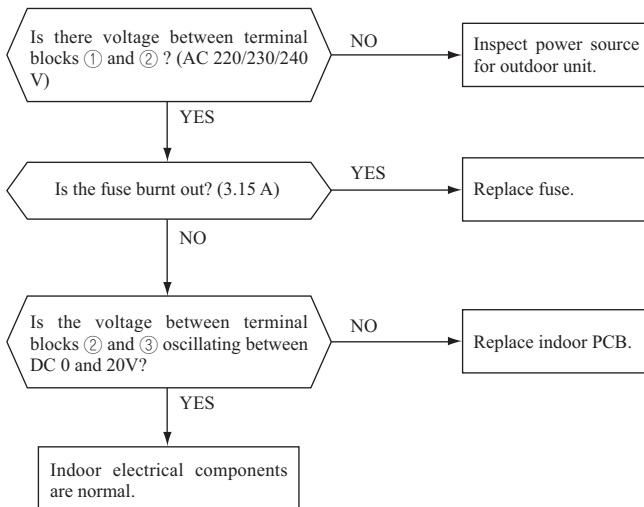 Is there voltage between terminal
blocks ① and ② ? (AC 220/230/240
V)
NO
Inspect power source
for outdoor unit.
YES
Is the fuse burnt out? (3.15 A)
YES
Replace fuse.
NO
Is the voltage between terminal
blocks ② and ③ oscillating between
DC 0 and 20V?
NO
Replace indoor PCB.
YES
Indoor electrical components
are normal.